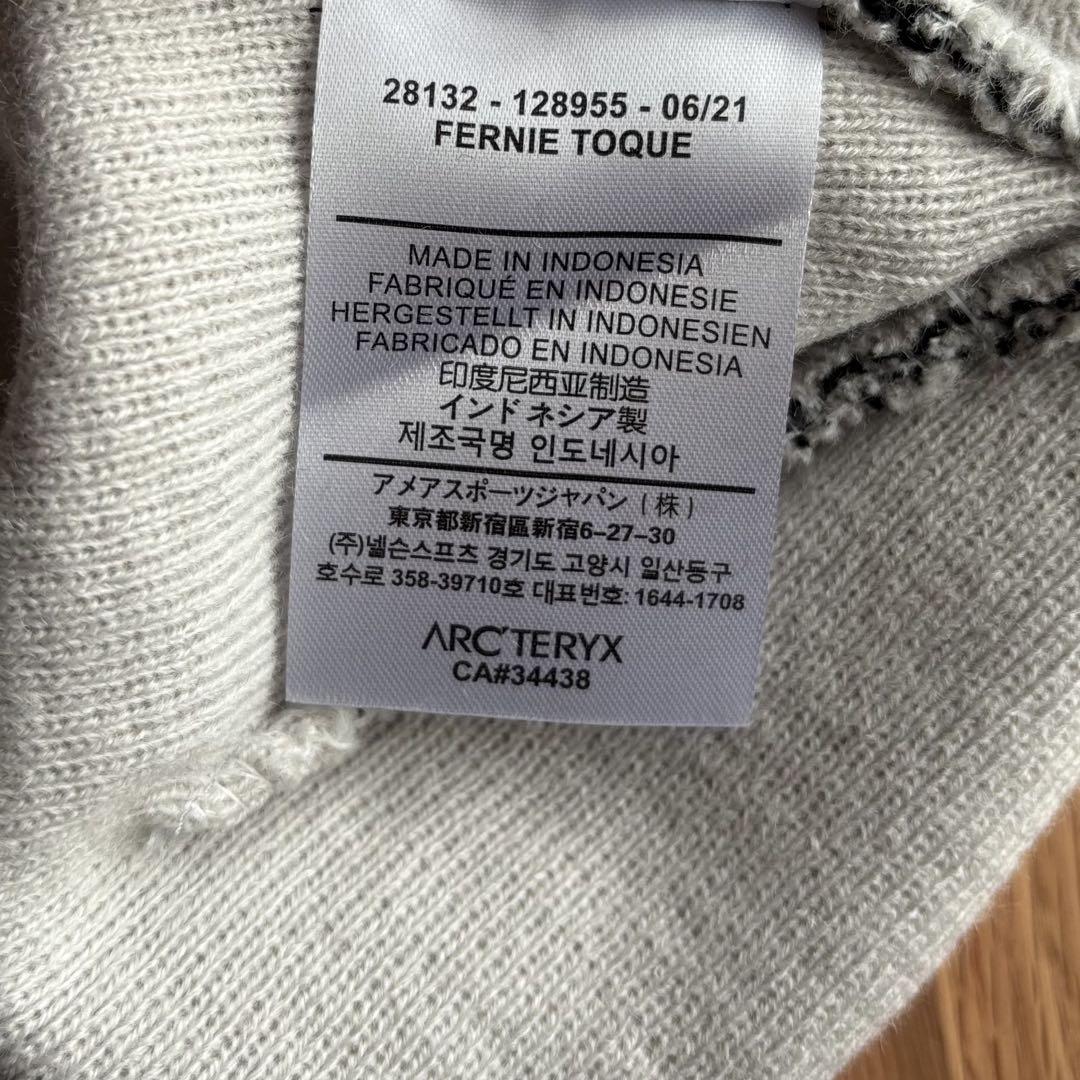 28132 - 128955 - 06/21
FERNIE TOQUE
MADE IN INDONESIA
FABRIQUÉ EN INDONESIE
HERGESTELLT IN INDONESIEN
FABRICADO EN INDONESIA
印度尼西亚制造
インド ネシア製
제조국명 인도네시아
アメアスポーツジャパン (株)
東京都新宿區新宿6–27–30
(주)넬슨스프츠 경기도 고양시 일산동구
호수로 358-39710호 대표번호: 1644-1708
ARC'TERYX
CA#34438